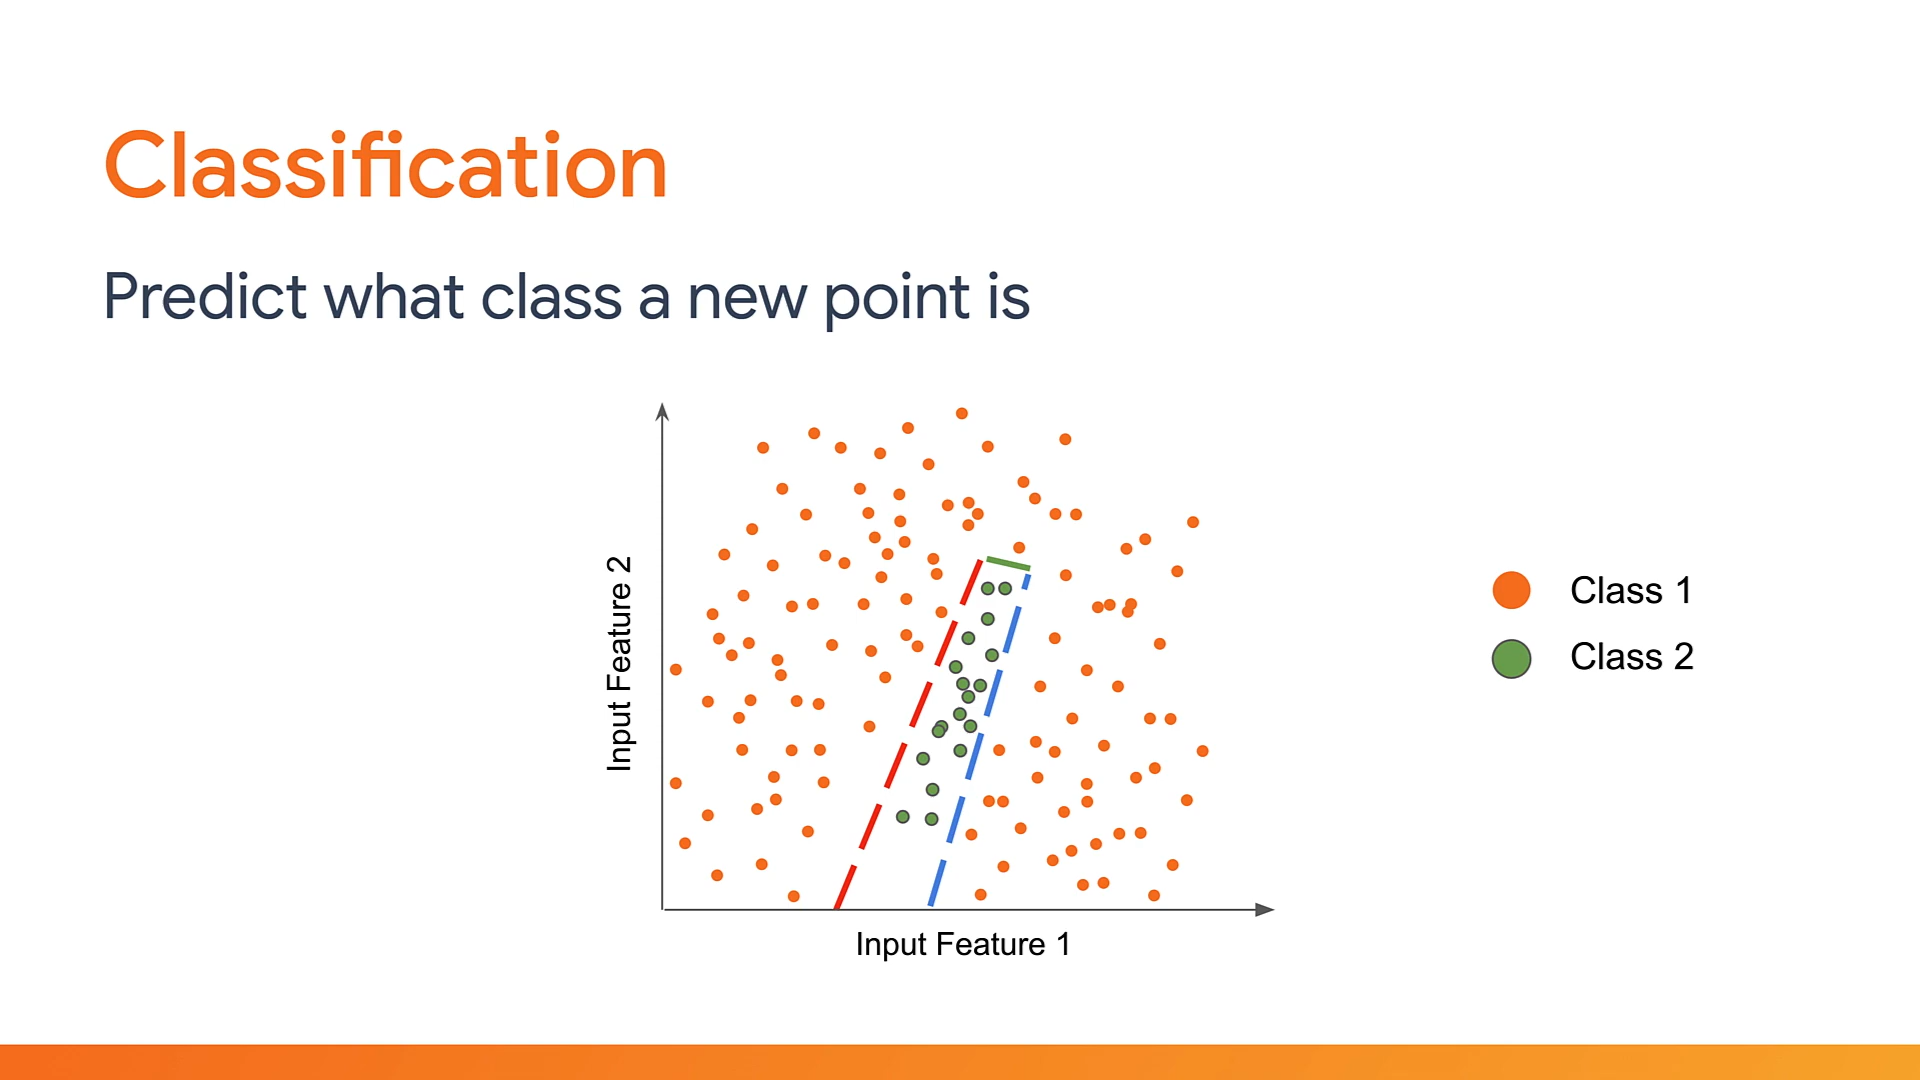 Classification
Predict what class a new point is
Input Feature 2
Class 1
Class 2
Input Feature 1